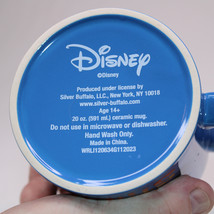 Disney
©Disney
Produced under license by
Silver Buffalo, LLC., New York, NY 10018
www.silver-buffalo.com
Age 14+
20 oz. (591 mL) ceramic mug.
Do not use in microwave or dishwasher.
Hand Wash Only.
Made in China.
WRLI1208346E112023